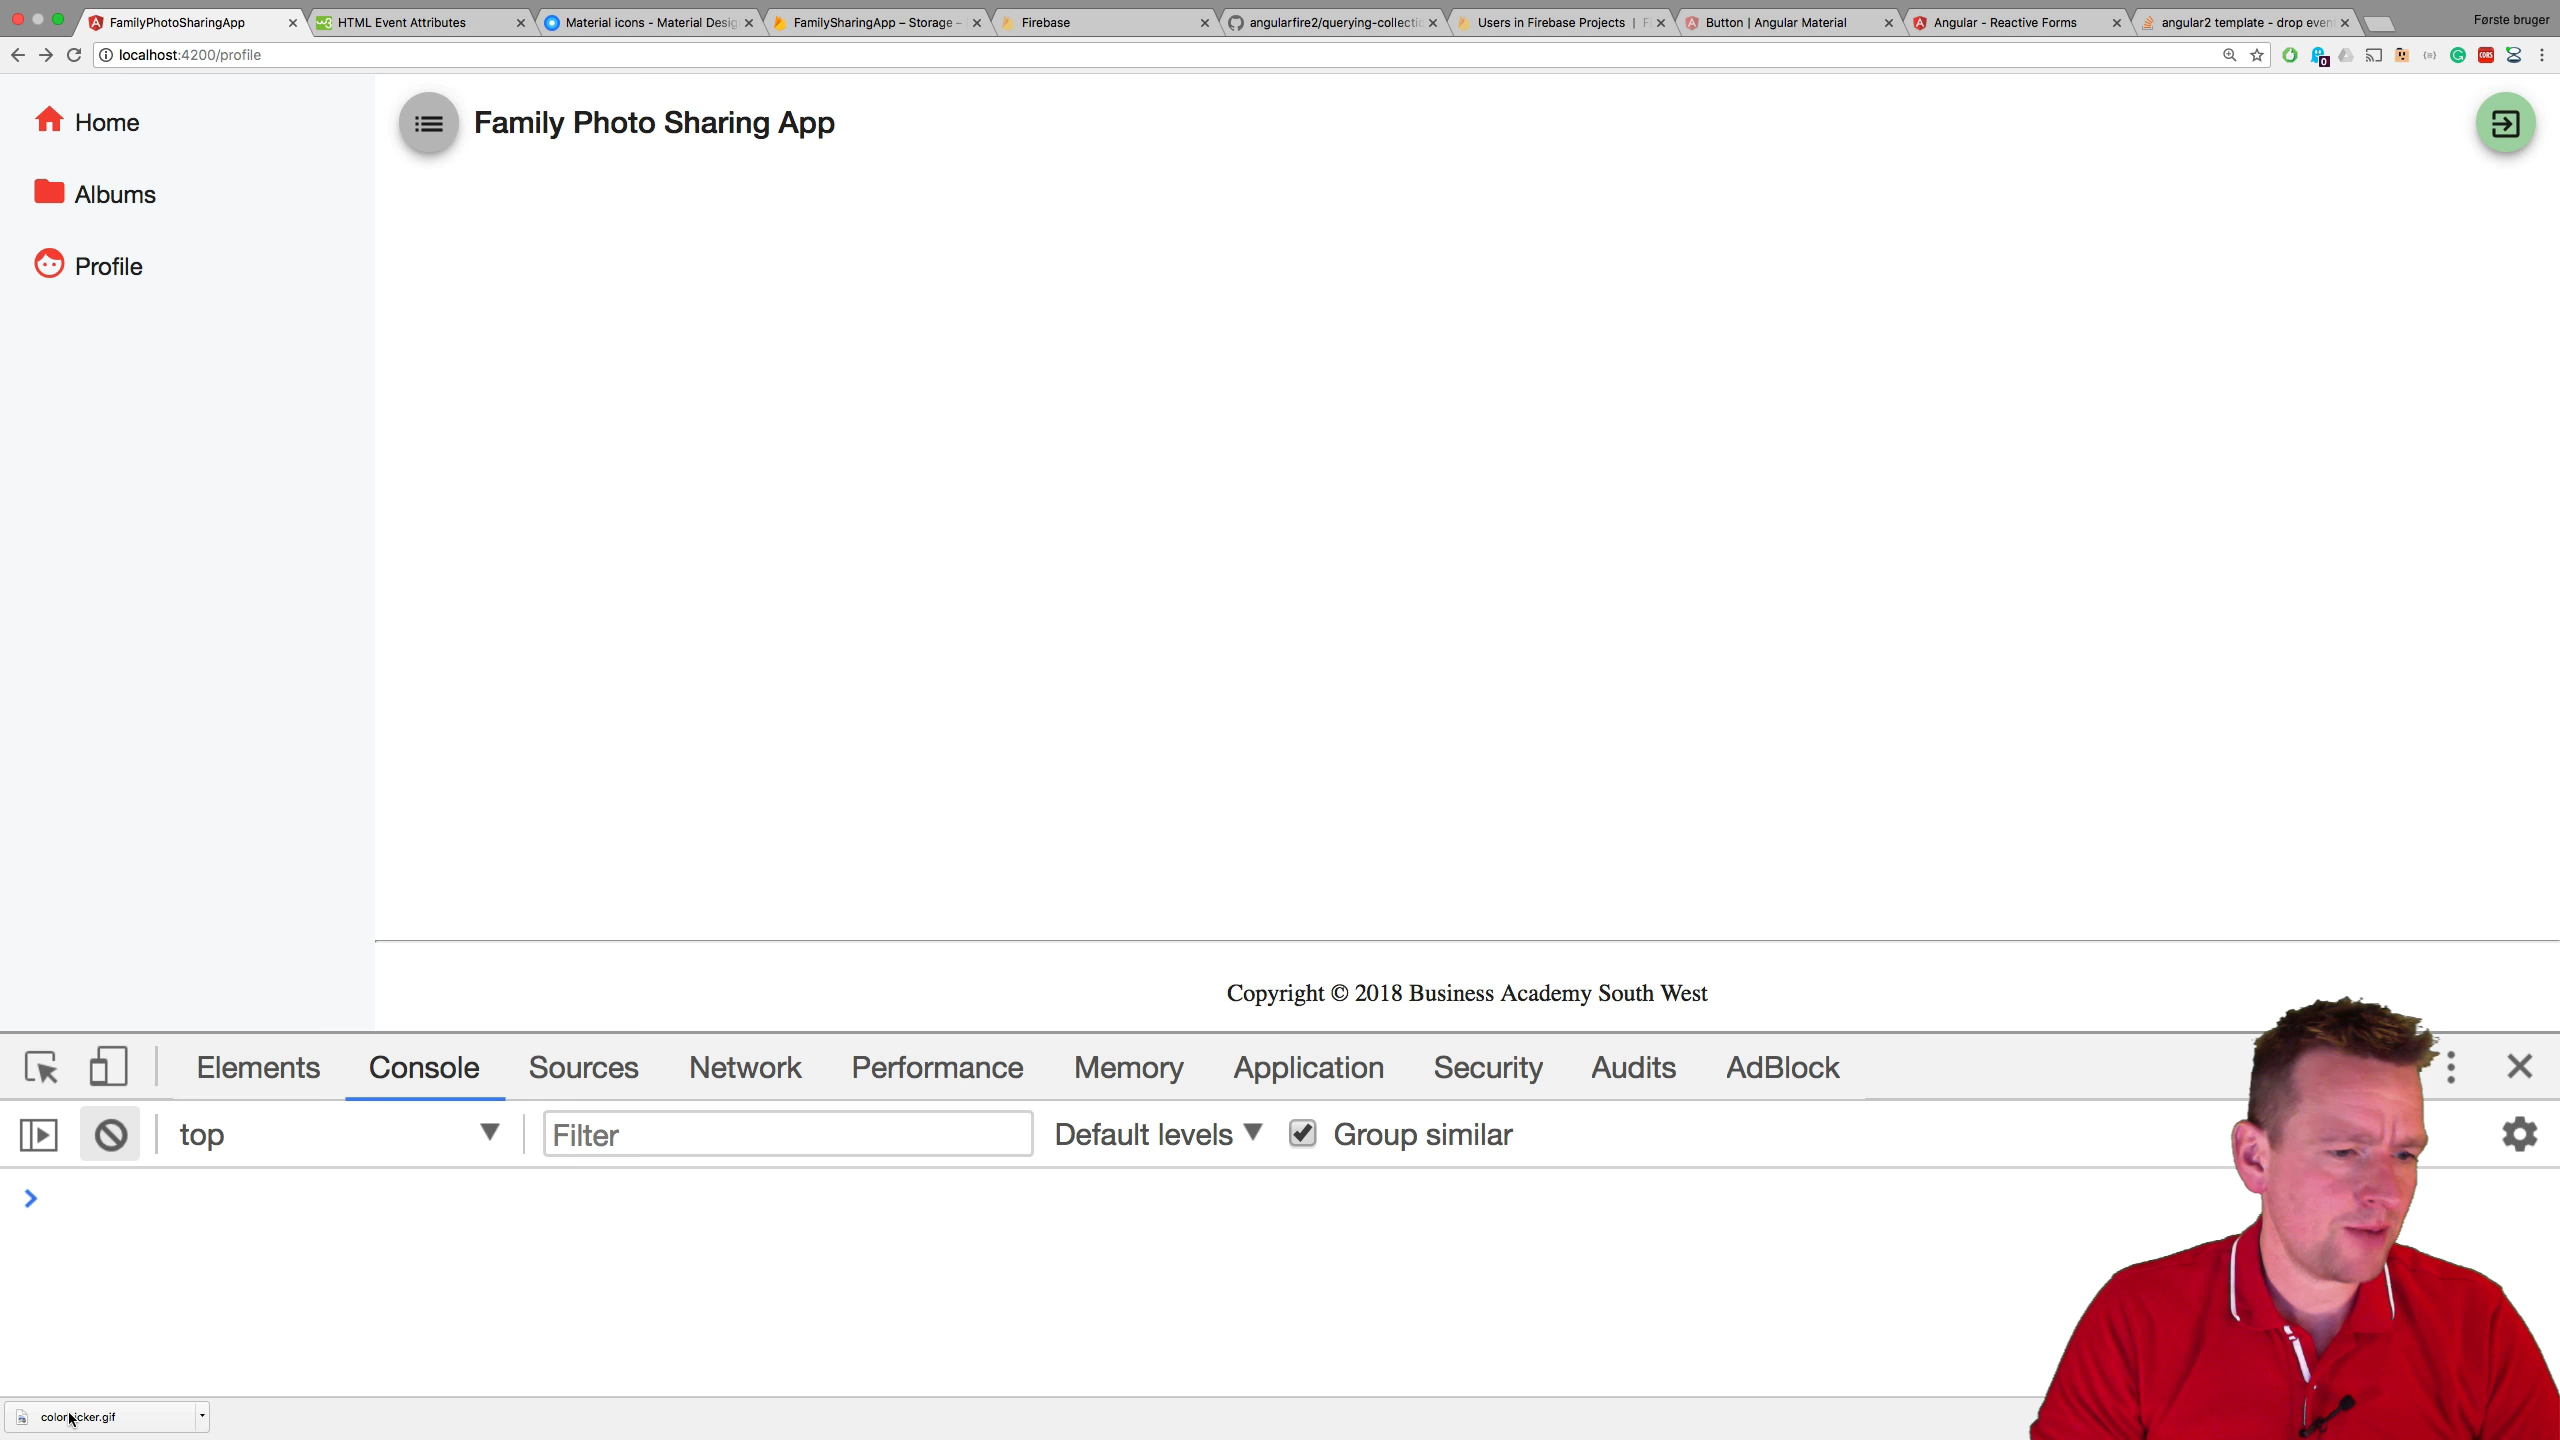 FamilyPhotoSharingApp
HTML Event Attributes
Material icons - Material Desig
FamilySharingApp – Storage –
Firebase
angularfire2/querying-collectio
Users in Firebase Projects | Fi
Button | Angular Material
Angular - Reactive Forms
angular2 template - drop even
Første bruger
localhost:4200/profile
0
CORS
Home
Albums
Profile
Family Photo Sharing App
Copyright © 2018 Business Academy South West
Elements
Console
Sources
Network
Performance
Memory
Application
Security
Audits
AdBlock
top
Filter
Default levels
Group similar